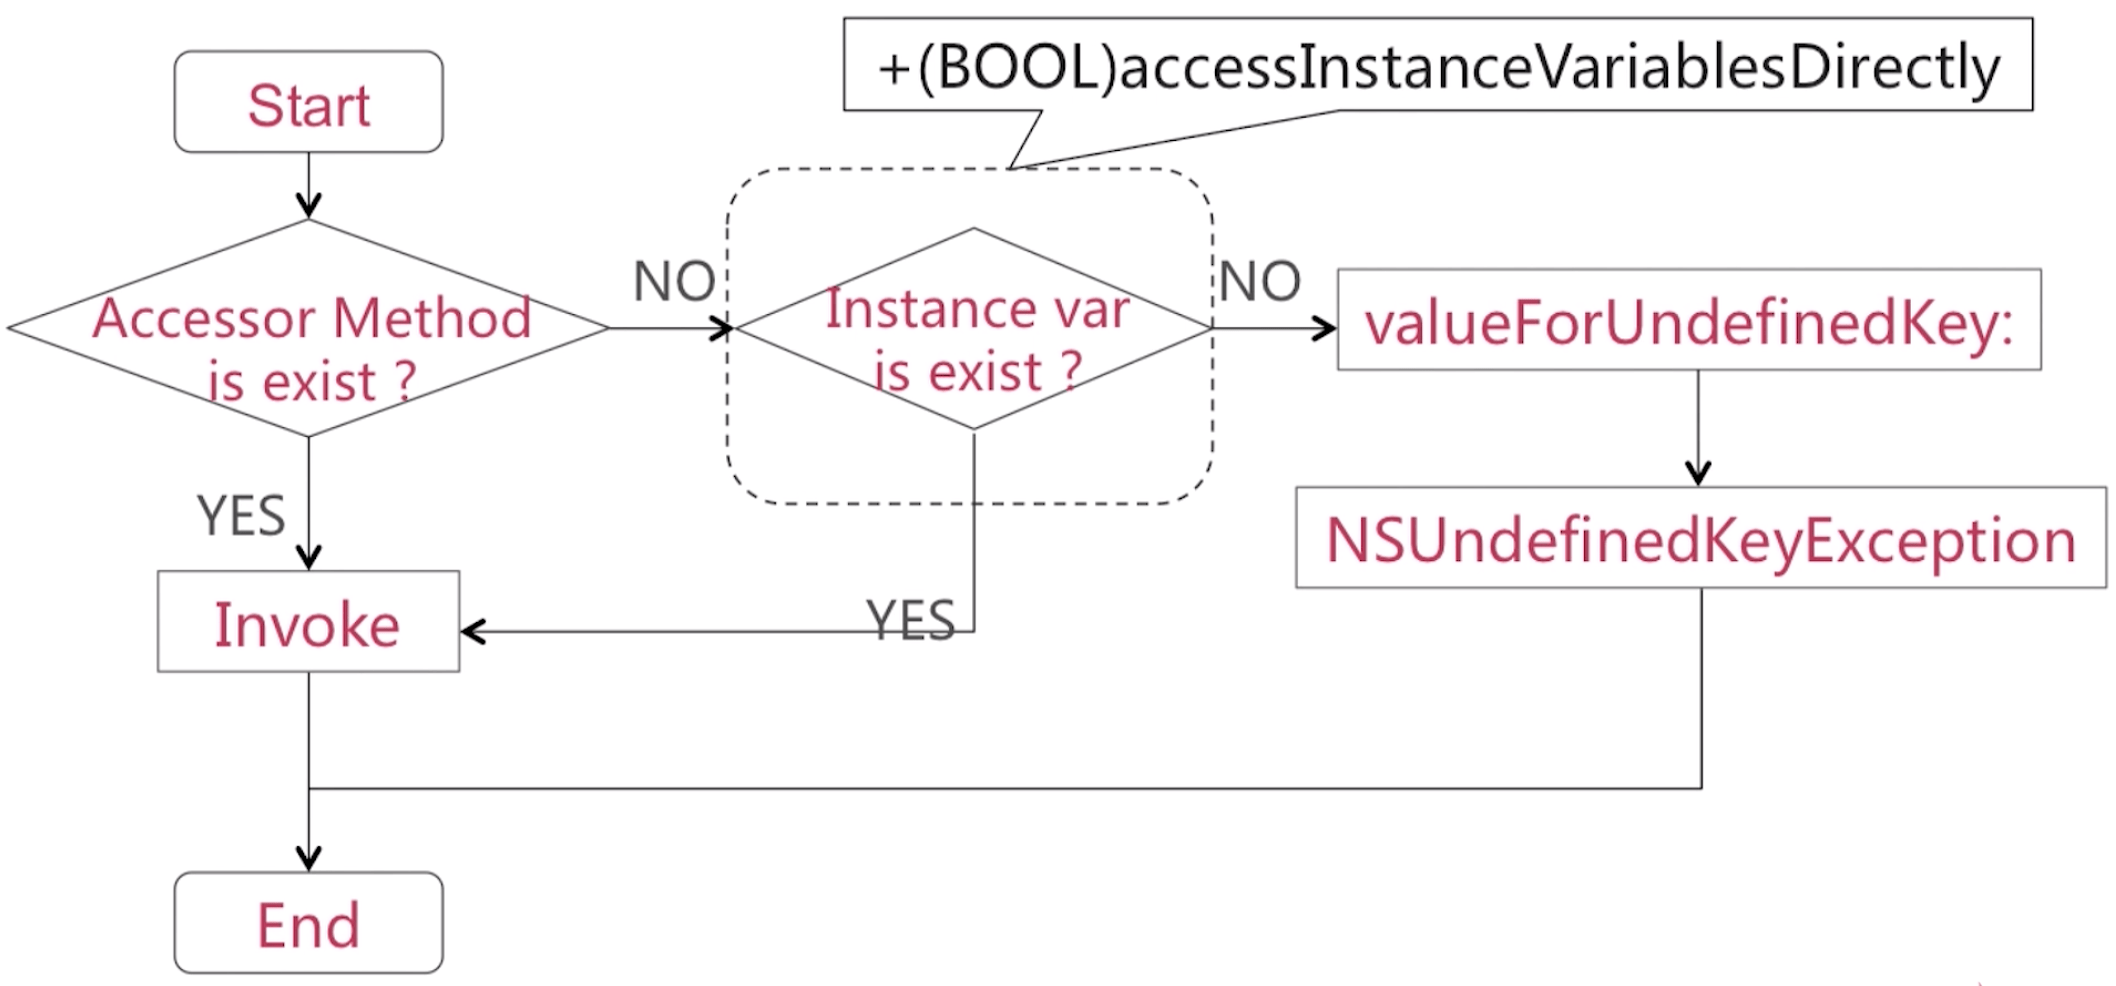 +(BOOL)accessInstanceVariablesDirectly
Start
NO
NO
Accessor Method
is exist ?
Instance var
is exist ?
valueForUndefinedKey:
YES
NSUndefinedKeyException
Invoke
YES
End